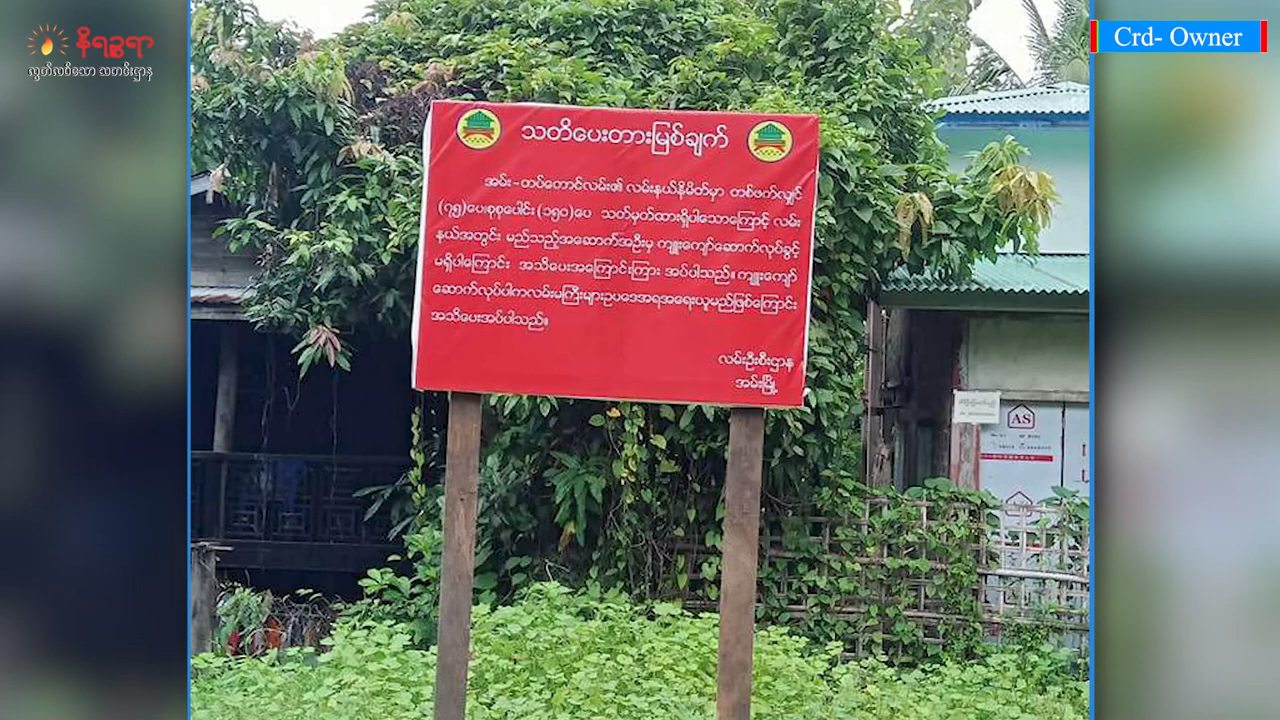 နိရဉ္စရာ
လွတ်လပ်သော သတင်းဌာန
Crd- Owner
သတိပေးတားမြစ်ချက်
အမ်း-တပ်တောင်လမ်း၏ လမ်းနယ်နိမိတ်မှာ တစ်ဖက်လျှင်
(၇၅)ပေ၊စုစုပေါင်း(၁၅၀)ပေ သတ်မှတ်ထားရှိပါသောကြောင့် လမ်း
နယ်အတွင်း မည်သည့်အဆောက်အဦးမှ ကျူးကျော်ဆောက်လုပ်ခွင့်
မရှိပါကြောင်း အသိပေးအကြောင်းကြား အပ်ပါသည်။ကျူးကျော်
ဆောက်လုပ်ပါကလမ်းမကြီးများဥပဒေအရအရေးယူမည်ဖြစ်ကြောင်း
အသိပေးအပ်ပါသည်။
လမ်းဦးစီးဌာန
အမ်းမြို့
AS